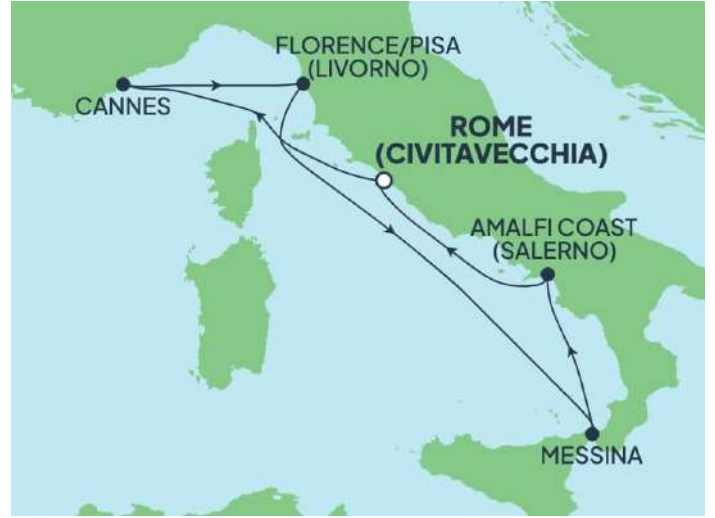 FLORENCE/PISA
(LIVORNO)
CANNES
ROME
(CIVITAVECCHIA)
AMALFI COAST
(SALERNO)
MESSINA